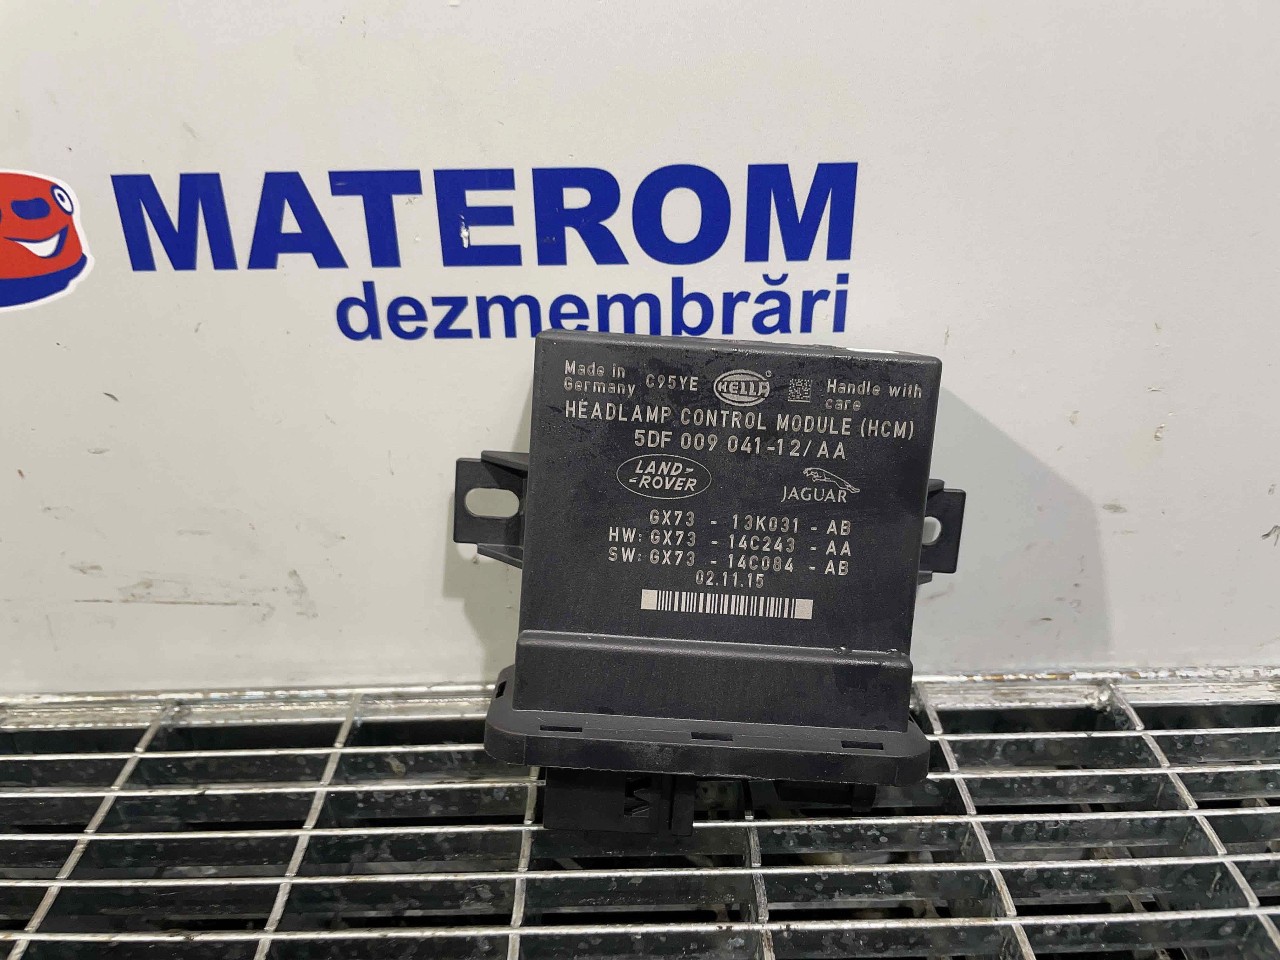 MATEROM
dezmembrări
Made in Germany C95YE HELLA Handle with care
HEADLAMP CONTROL MODULE (HCM)
5DF 009 041-12/AA
LAND-
-ROVER
JAGUAR
GX73 - 13K031 - AB
HW: GX73 - 14C243 - AA
SW: GX73 - 14C084 - AB
02.11.15